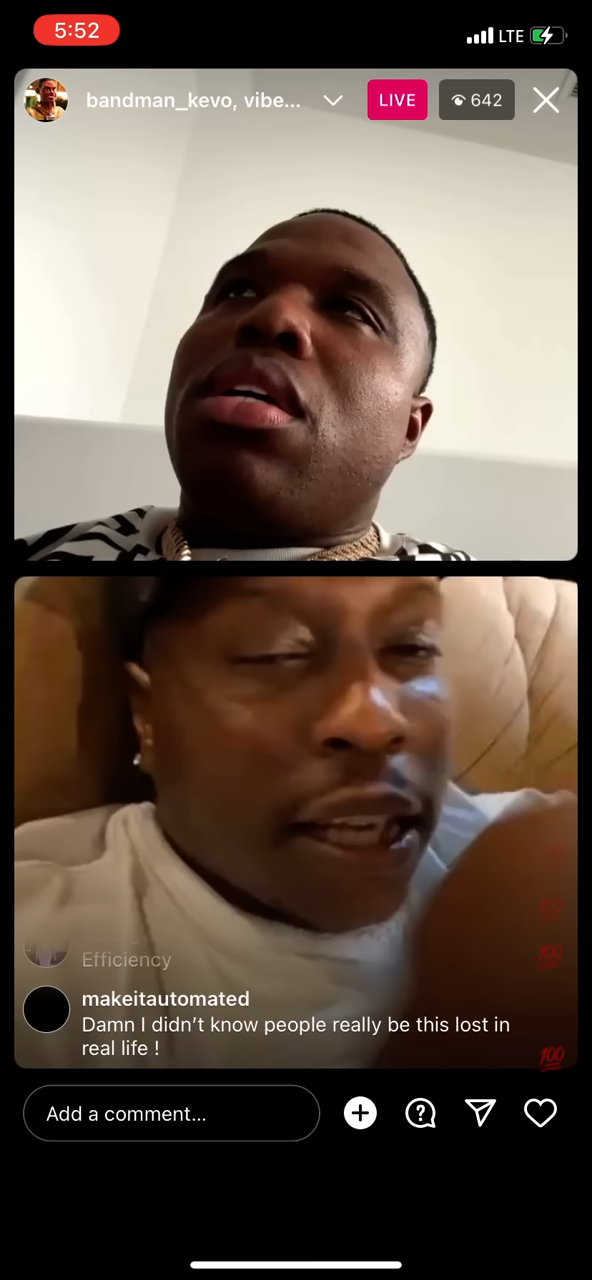 5:52
LTE
bandman_kevo, vibe...
LIVE
642
Efficiency
makeitautomated
Damn I didn’t know people really be this lost in
real life !
💯
💯
💯
Add a comment...